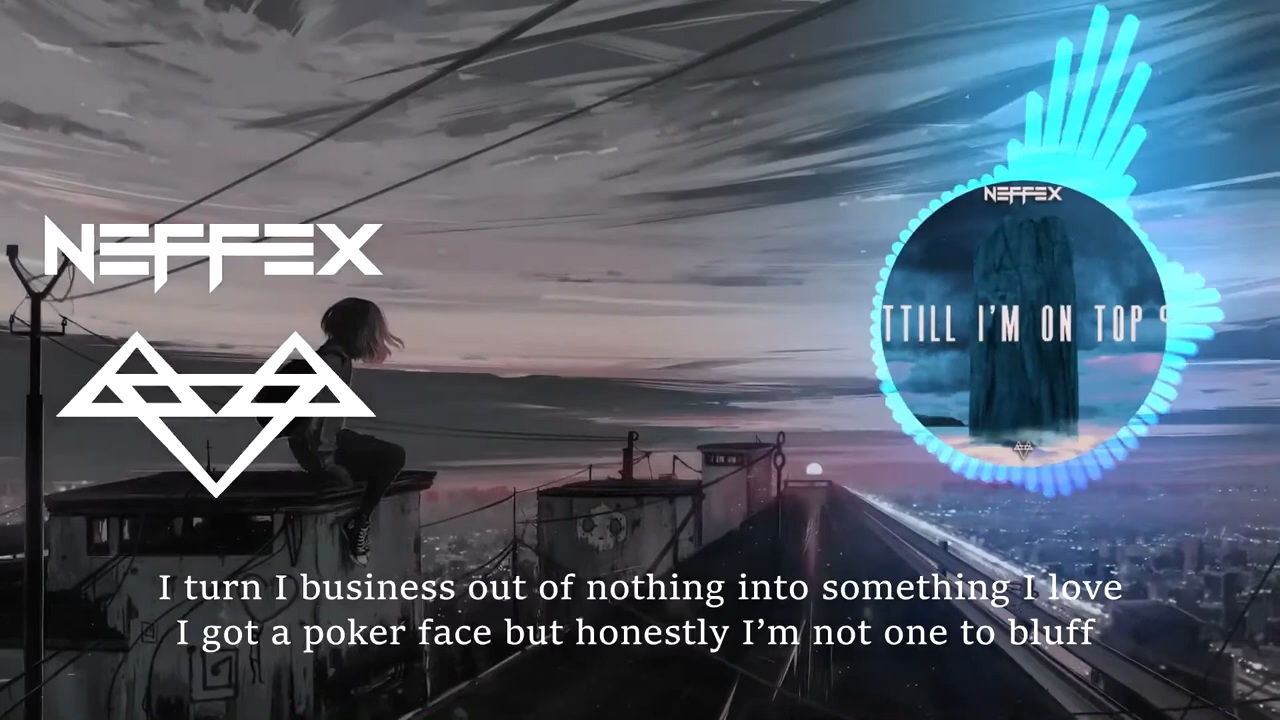 NEFFEX
NEFFEX
TTILL I'M ON TOP
I turn I business out of nothing into something I love
I got a poker face but honestly I'm not one to bluff